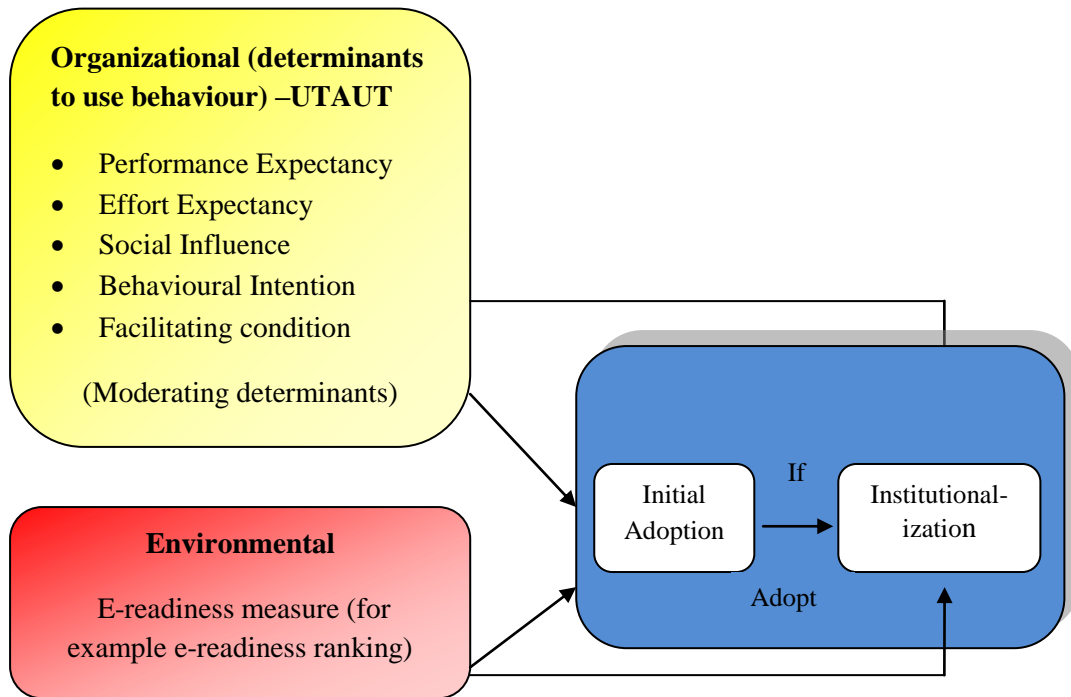 Organizational (determinants
to use behaviour) –UTAUT
• Performance Expectancy
• Effort Expectancy
• Social Influence
• Behavioural Intention
• Facilitating condition
(Moderating determinants)
Environmental
E-readiness measure (for
example e-readiness ranking)
Initial
Adoption
If
Adopt
Institutional-
ization